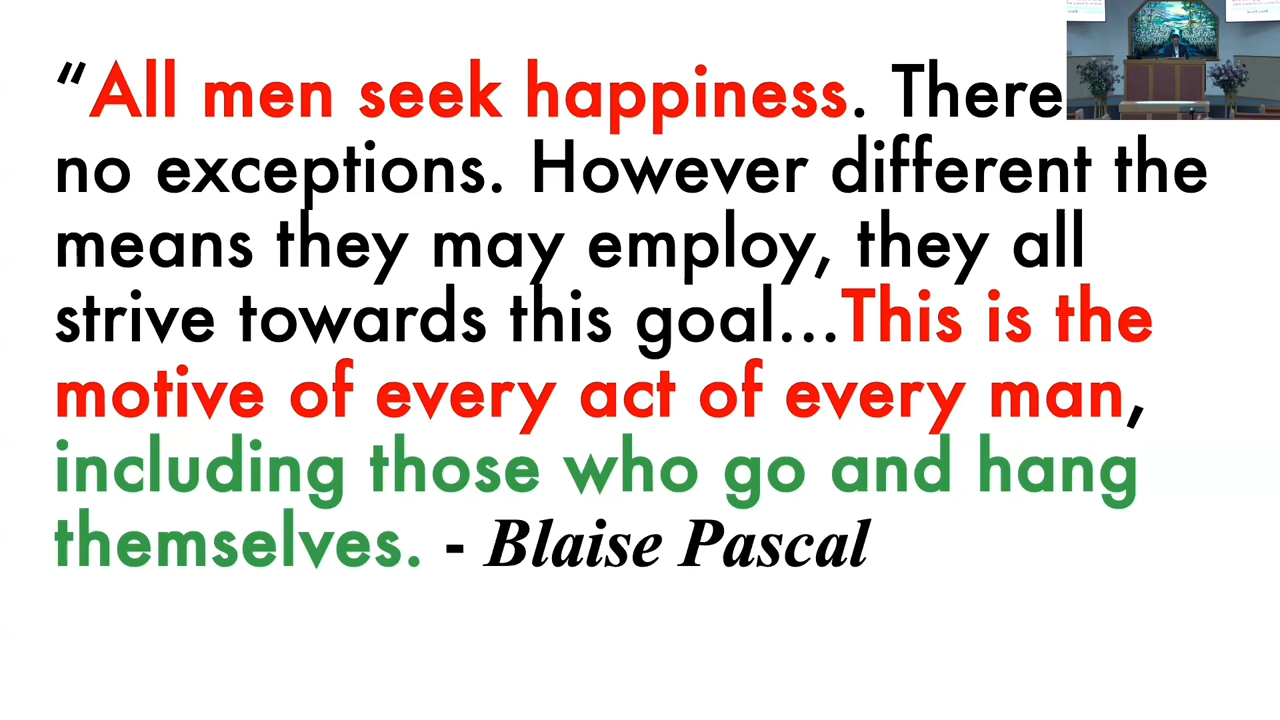 “All men seek happiness. There
no exceptions. However different the
means they may employ, they all
strive towards this goal...This is the
motive of every act of every man,
including those who go and hang
themselves. - Blaise Pascal